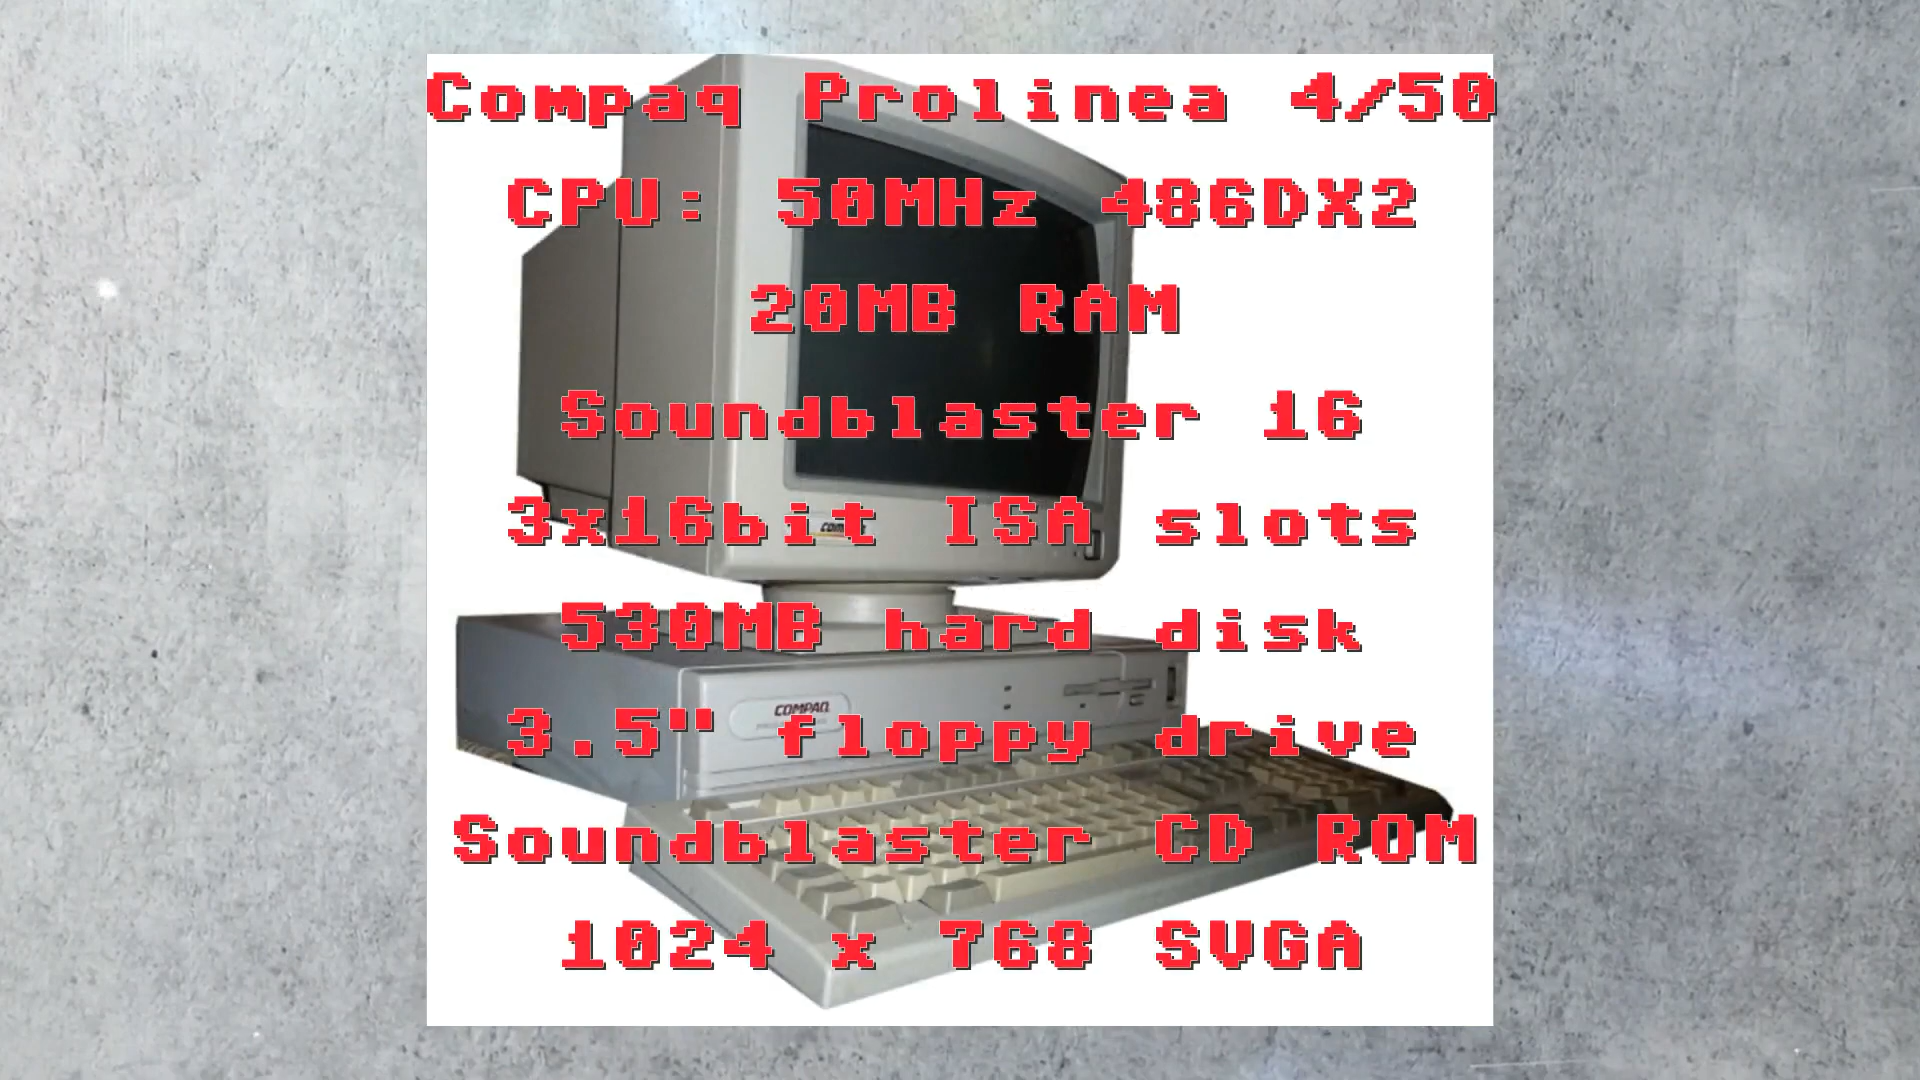 Compaq Prolinea 4/50
CPU: 50MHz 486DX2
20MB RAM
Soundblaster 16
3x16bit ISA slots
530MB hard disk
COMPAQ
3.5" floppy drive
Soundblaster CD ROM
1024 x 768 SVGA